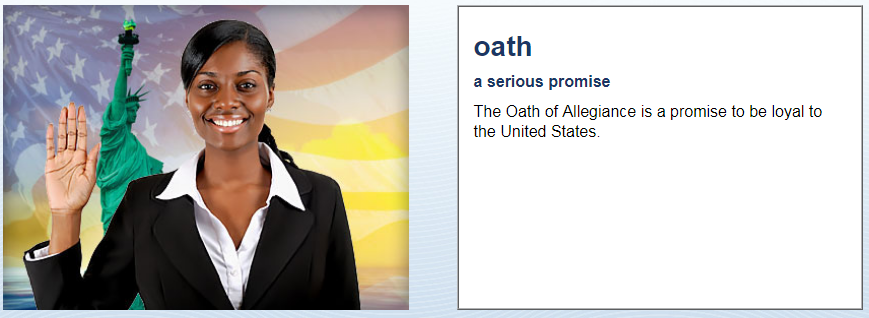 oath
a serious promise
The Oath of Allegiance is a promise to be loyal to
the United States.